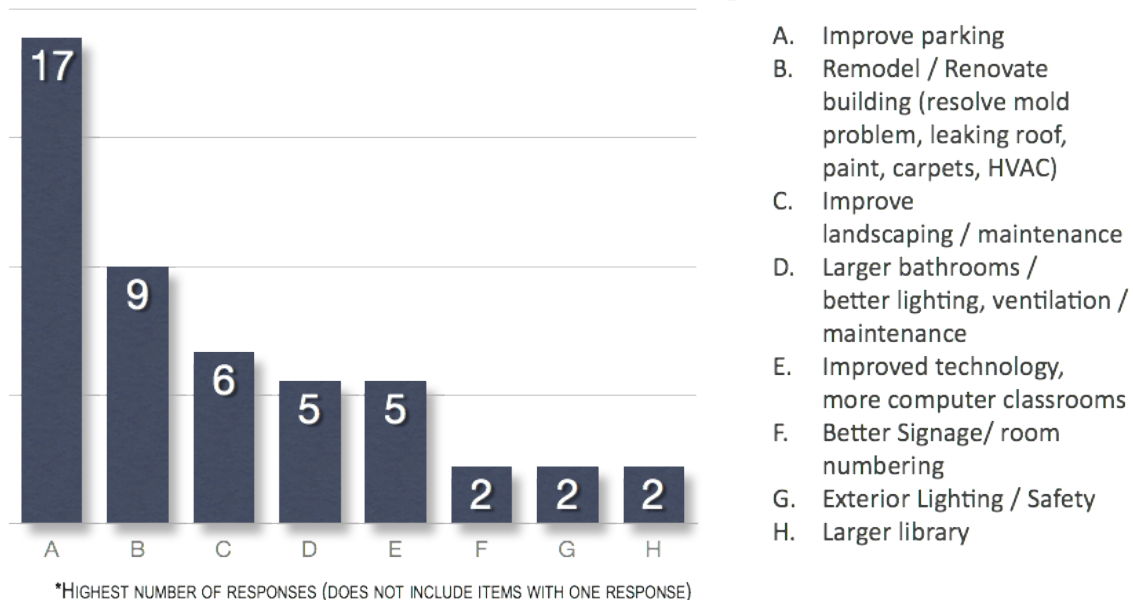 17
9
6
5
5
2
2
2
A
B
C
D
E
F
G
H
*HIGHEST NUMBER OF RESPONSES (DOES NOT INCLUDE ITEMS WITH ONE RESPONSE)
A. Improve parking
B. Remodel / Renovate
building (resolve mold
problem, leaking roof,
paint, carpets, HVAC)
C. Improve
landscaping / maintenance
D. Larger bathrooms /
better lighting, ventilation /
maintenance
E. Improved technology,
more computer classrooms
F. Better Signage/ room
numbering
G. Exterior Lighting / Safety
H. Larger library